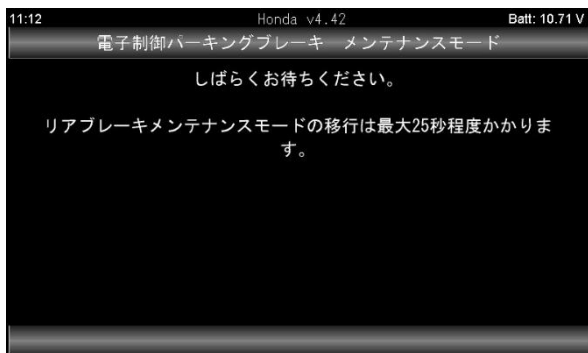 11:12 Honda v4.42 Batt: 10.71 V
電子制御パーキングブレーキ　メンテナンスモード
しばらくお待ちください。
リアブレーキメンテナンスモードの移行は最大25秒程度かかりま
す。